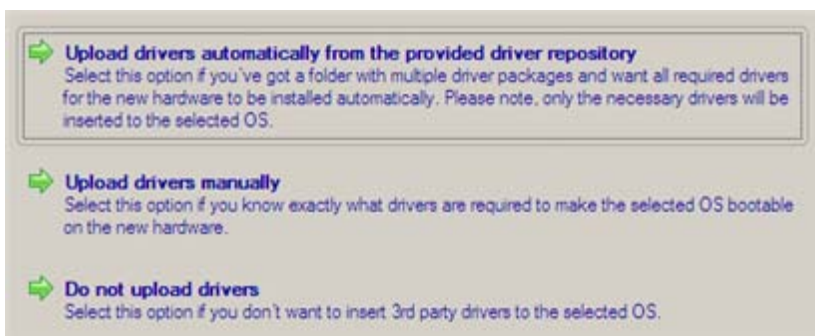 Upload drivers automatically from the provided driver repository
Select this option if you've got a folder with multiple driver packages and want all required drivers
for the new hardware to be installed automatically. Please note, only the necessary drivers will be
inserted to the selected OS.
Upload drivers manually
Select this option if you know exactly what drivers are required to make the selected OS bootable
on the new hardware.
Do not upload drivers
Select this option if you don't want to insert 3rd party drivers to the selected OS.